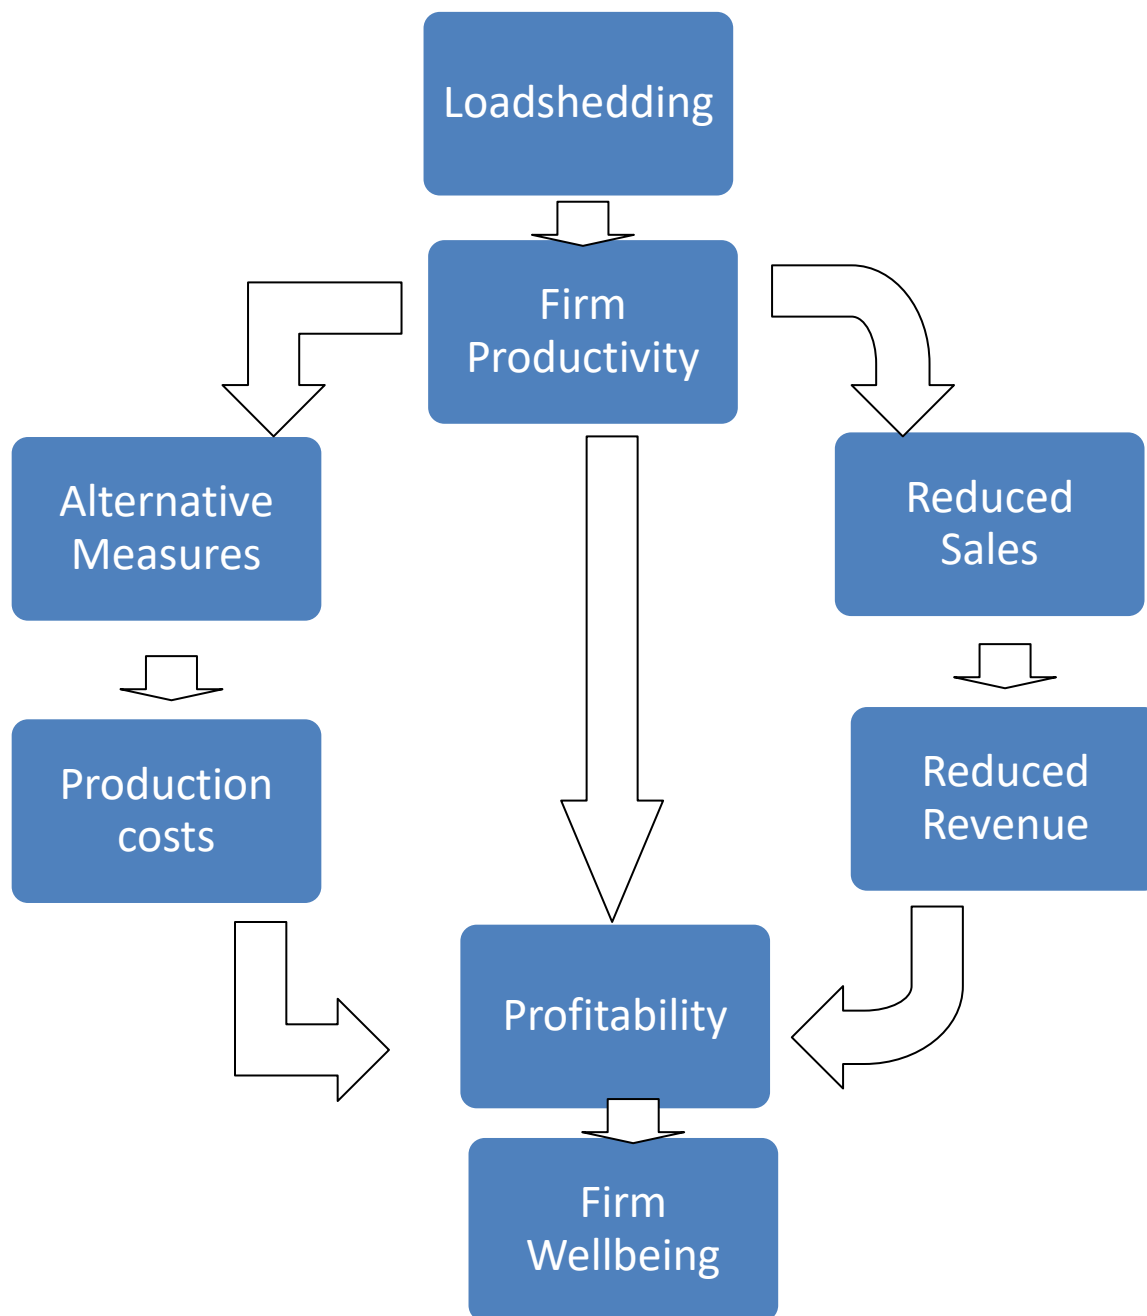 Loadshedding
Firm
Productivity
Alternative
Measures
Reduced
Sales
Production
costs
Reduced
Revenue
Profitability
Firm
Wellbeing